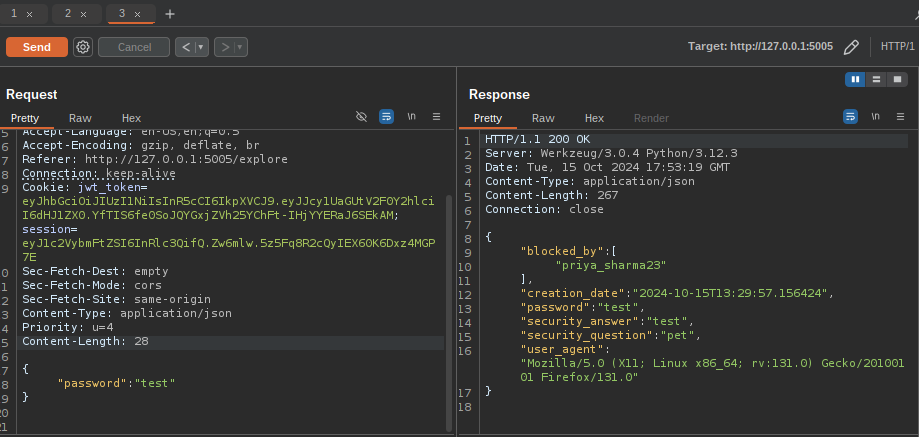 1 × 2 × 3 × +
Send Cancel < > Target: http://127.0.0.1:5005 HTTP/1
Request
Pretty Raw Hex \n
5 Accept-Language: en-US,en;q=0.5
6 Accept-Encoding: gzip, deflate, br
7 Referer: http://127.0.0.1:5005/explore
8 Connection: keep-alive
9 Cookie: jwt_token=
eyJhbGciOiJIUzI1NiIsInR5cCI6IkpXVCJ9.eyJJcy1UaGUtV2F0Y2hlci
I6dHJ1ZX0.YfTIS6fe0SoJQYGxjZVh25YChFt-IHjYYERaJ6SEkAM;
session=
eyJ1c2VybmFtZSI6InRlc3QifQ.Zw6mlw.5z5Fq8R2cQyIEX60K6Dxz4MGP
7E
0 Sec-Fetch-Dest: empty
1 Sec-Fetch-Mode: cors
2 Sec-Fetch-Site: same-origin
3 Content-Type: application/json
4 Priority: u=4
5 Content-Length: 28
6
7 {
8 "password":"test"
9 }
0
1
Response
Pretty Raw Hex Render \n
1 HTTP/1.1 200 OK
2 Server: Werkzeug/3.0.4 Python/3.12.3
3 Date: Tue, 15 Oct 2024 17:53:19 GMT
4 Content-Type: application/json
5 Content-Length: 267
6 Connection: close
7
8 {
9 "blocked_by":[
10 "priya_sharma23"
11 ],
12 "creation_date":"2024-10-15T13:29:57.156424",
13 "password":"test",
14 "security_answer":"test",
15 "security_question":"pet",
16 "user_agent":
"Mozilla/5.0 (X11; Linux x86_64; rv:131.0) Gecko/201001
01 Firefox/131.0"
17 }
18